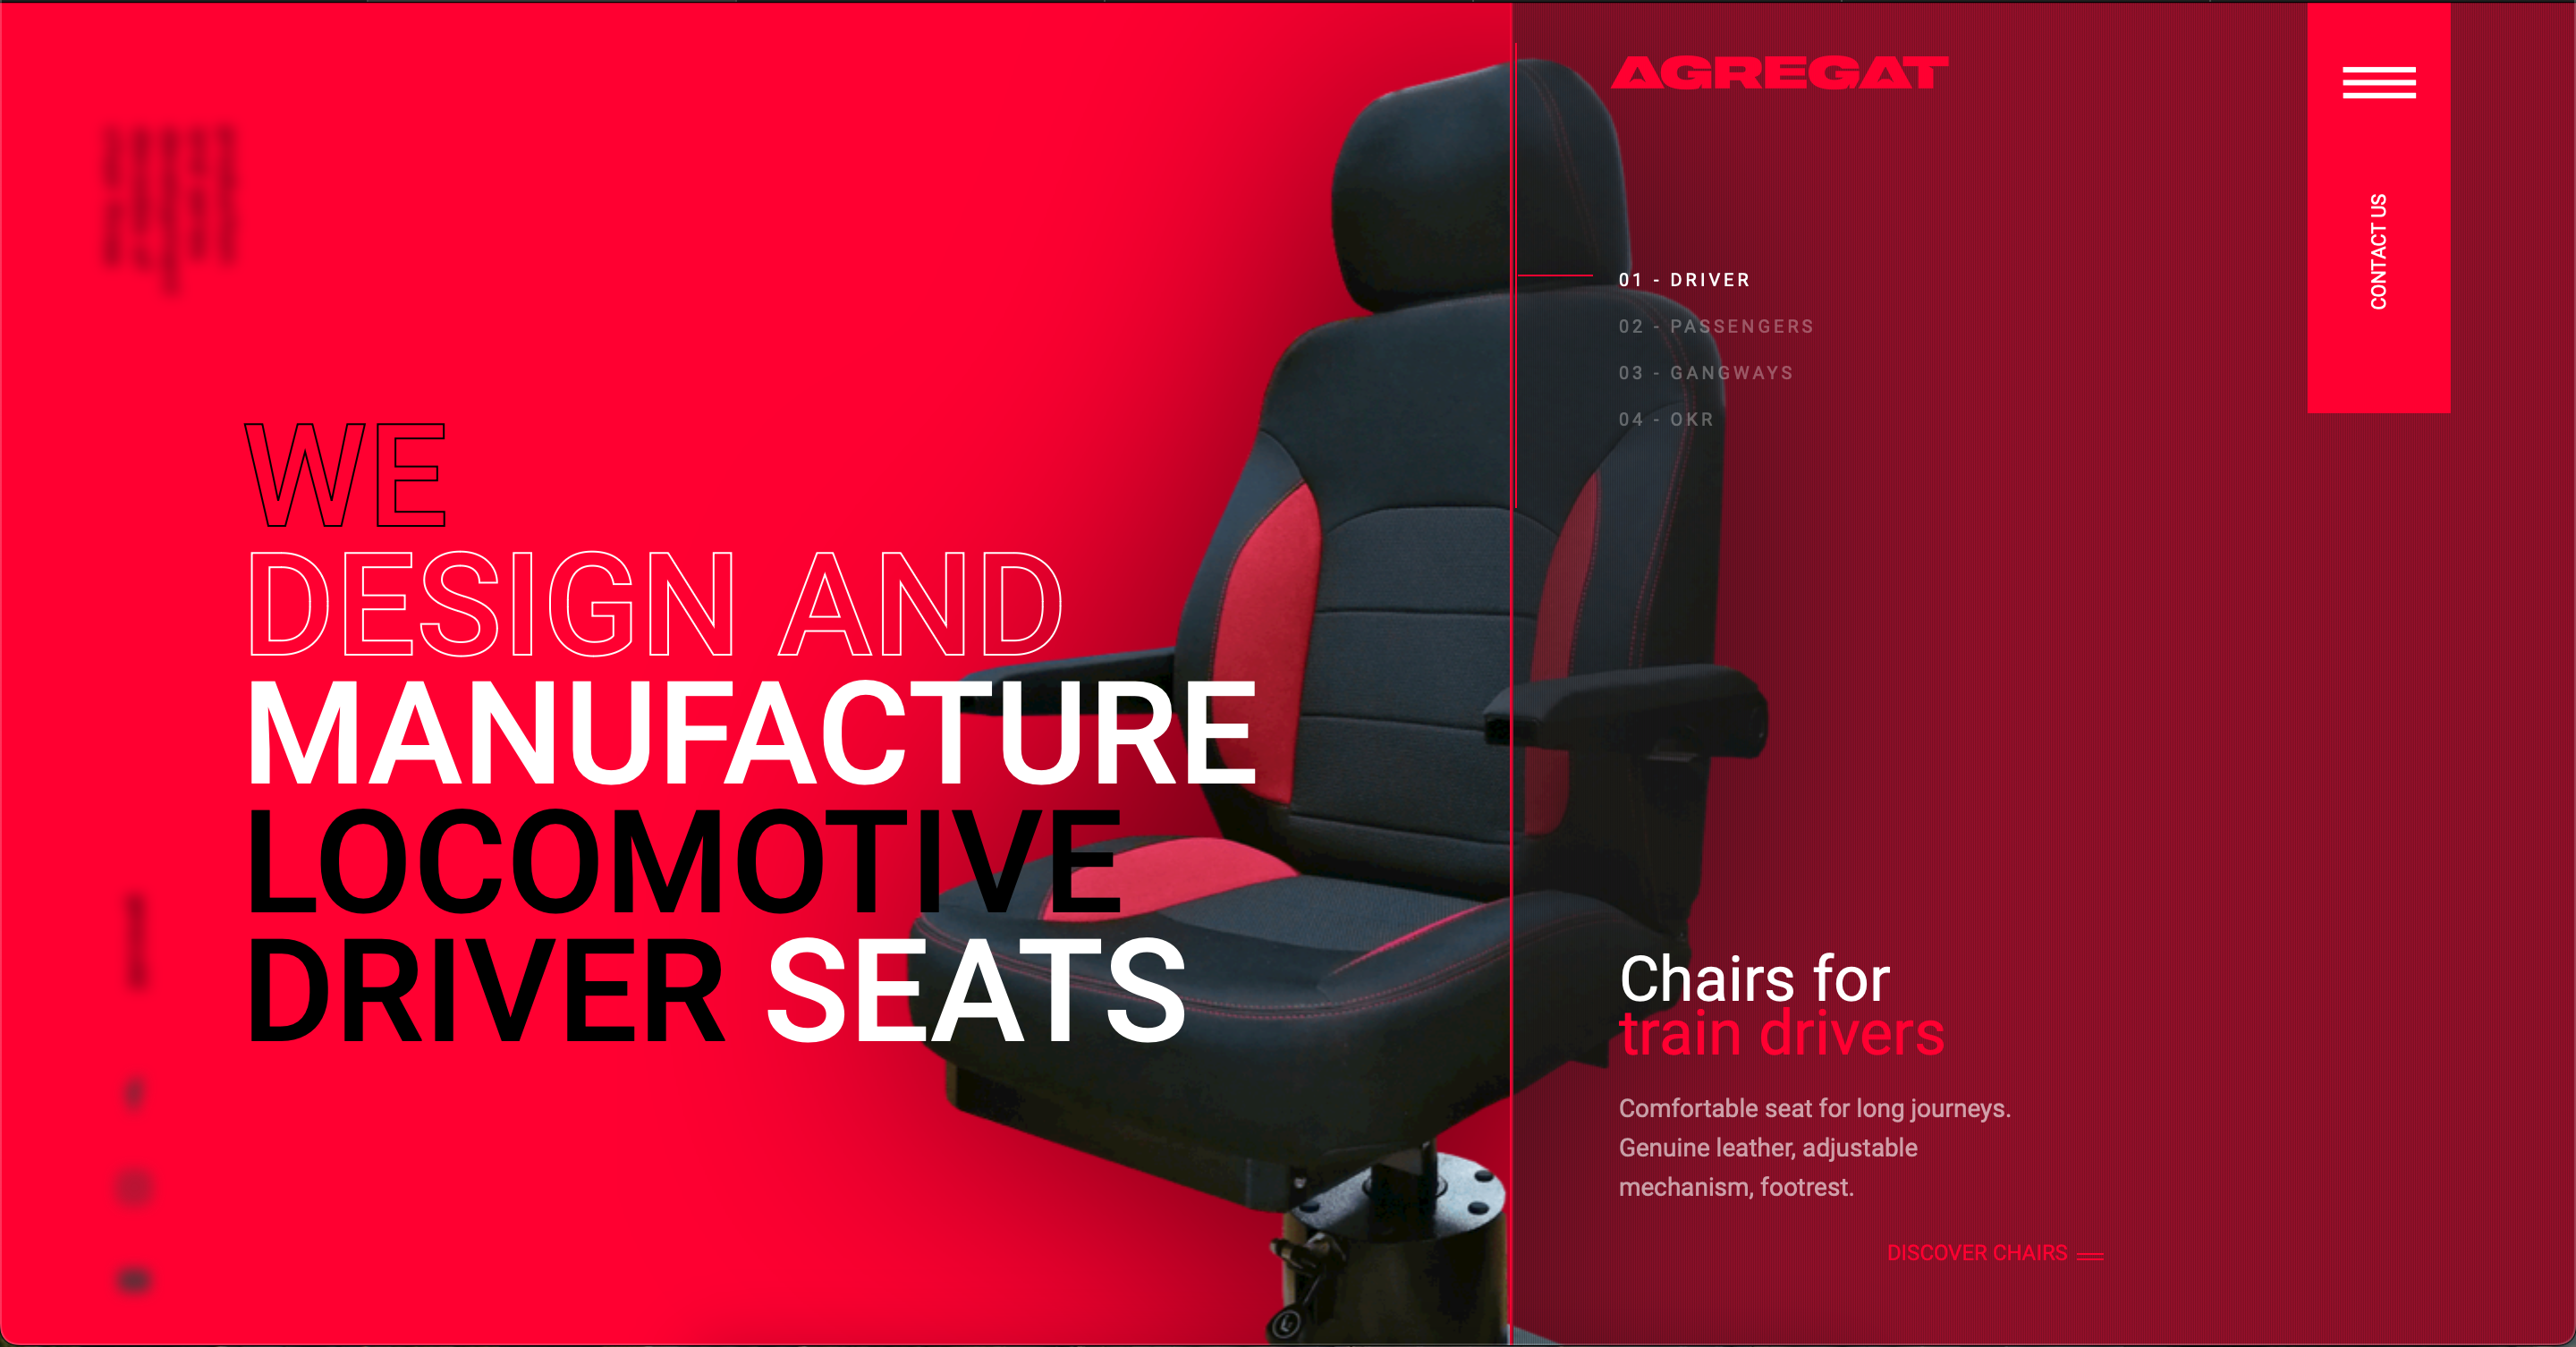 AGREGAT
CONTACT US
01 - DRIVER
02 - PASSENGERS
03 - GANGWAYS
04 - OKR
WE
DESIGN AND
MANUFACTURE
LOCOMOTIVE
DRIVER SEATS
Chairs for
train drivers
Comfortable seat for long journeys.
Genuine leather, adjustable
mechanism, footrest.
DISCOVER CHAIRS